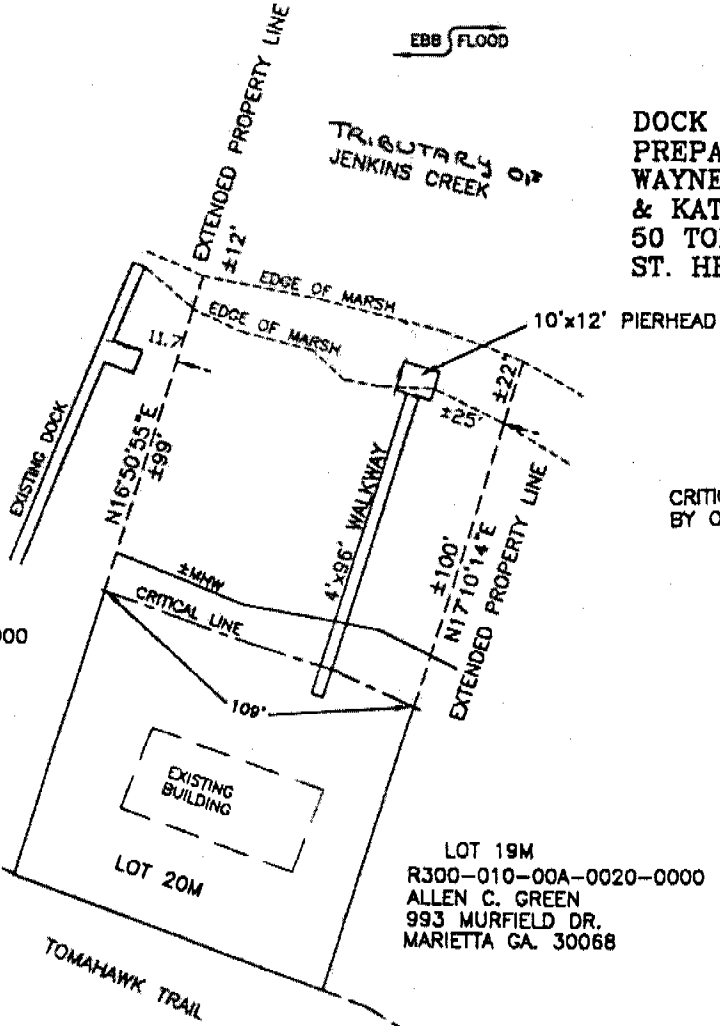 EBB FLOOD
TRIBUTARY OF
JENKINS CREEK
DOCK
PREPA
WAYNE
& KAT
50 TO
ST. HE
EXTENDED PROPERTY LINE
±12'
EDGE OF MARSH
EDGE OF MARSH
10'x12' PIERHEAD
11.7
±22'
±25'
EXISTING DOCK
N16°50'55"E
±99'
4'x96' WALKWAY
±100'
N17°10'14"E
EXTENDED PROPERTY LINE
CRITIC
BY O
±MHW
CRITICAL LINE
000
109'
EXISTING
BUILDING
LOT 20M
LOT 19M
R300-010-00A-0020-0000
ALLEN C. GREEN
993 MURFIELD DR.
MARIETTA GA. 30068
TOMAHAWK TRAIL